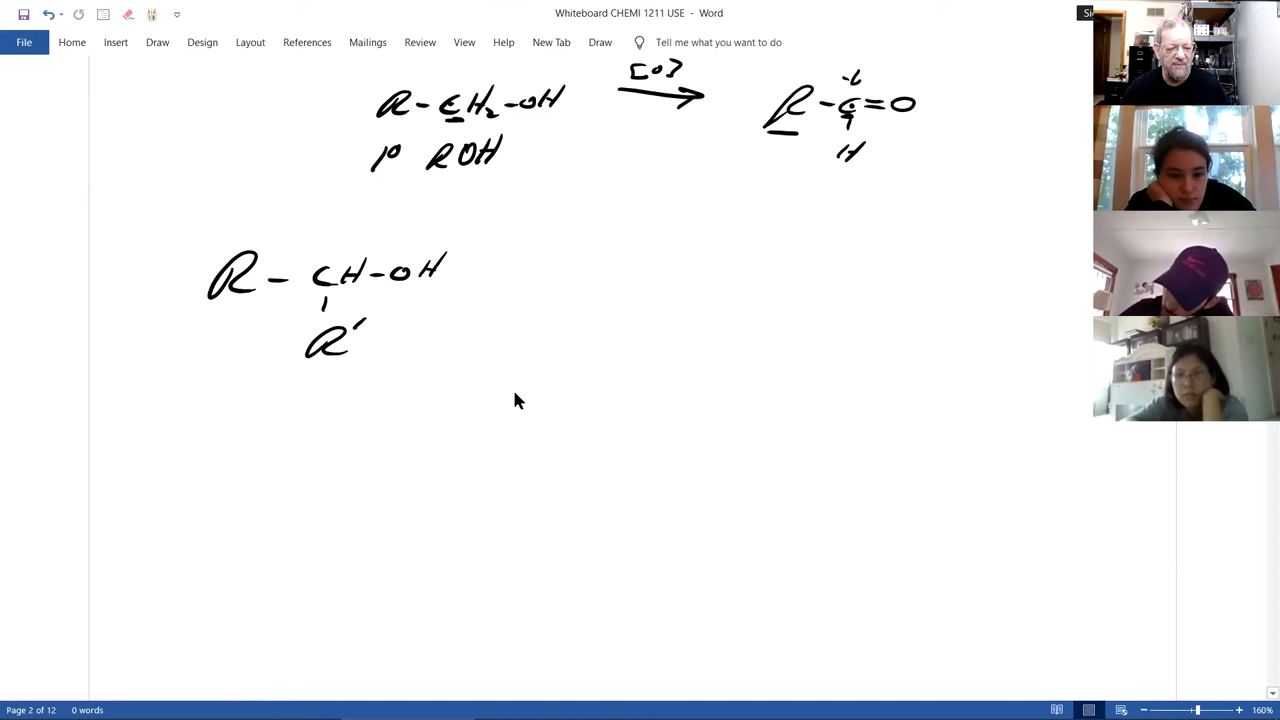 Whiteboard CHEMI 1211 USE - Word
File Home Insert Draw Design Layout References Mailings Review View Help New Tab Draw Tell me what you want to do
[O]
R - CH₂ - OH
R - C = O
H
1° ROH
R - CH - OH
R'
Page 2 of 12 0 words
160%